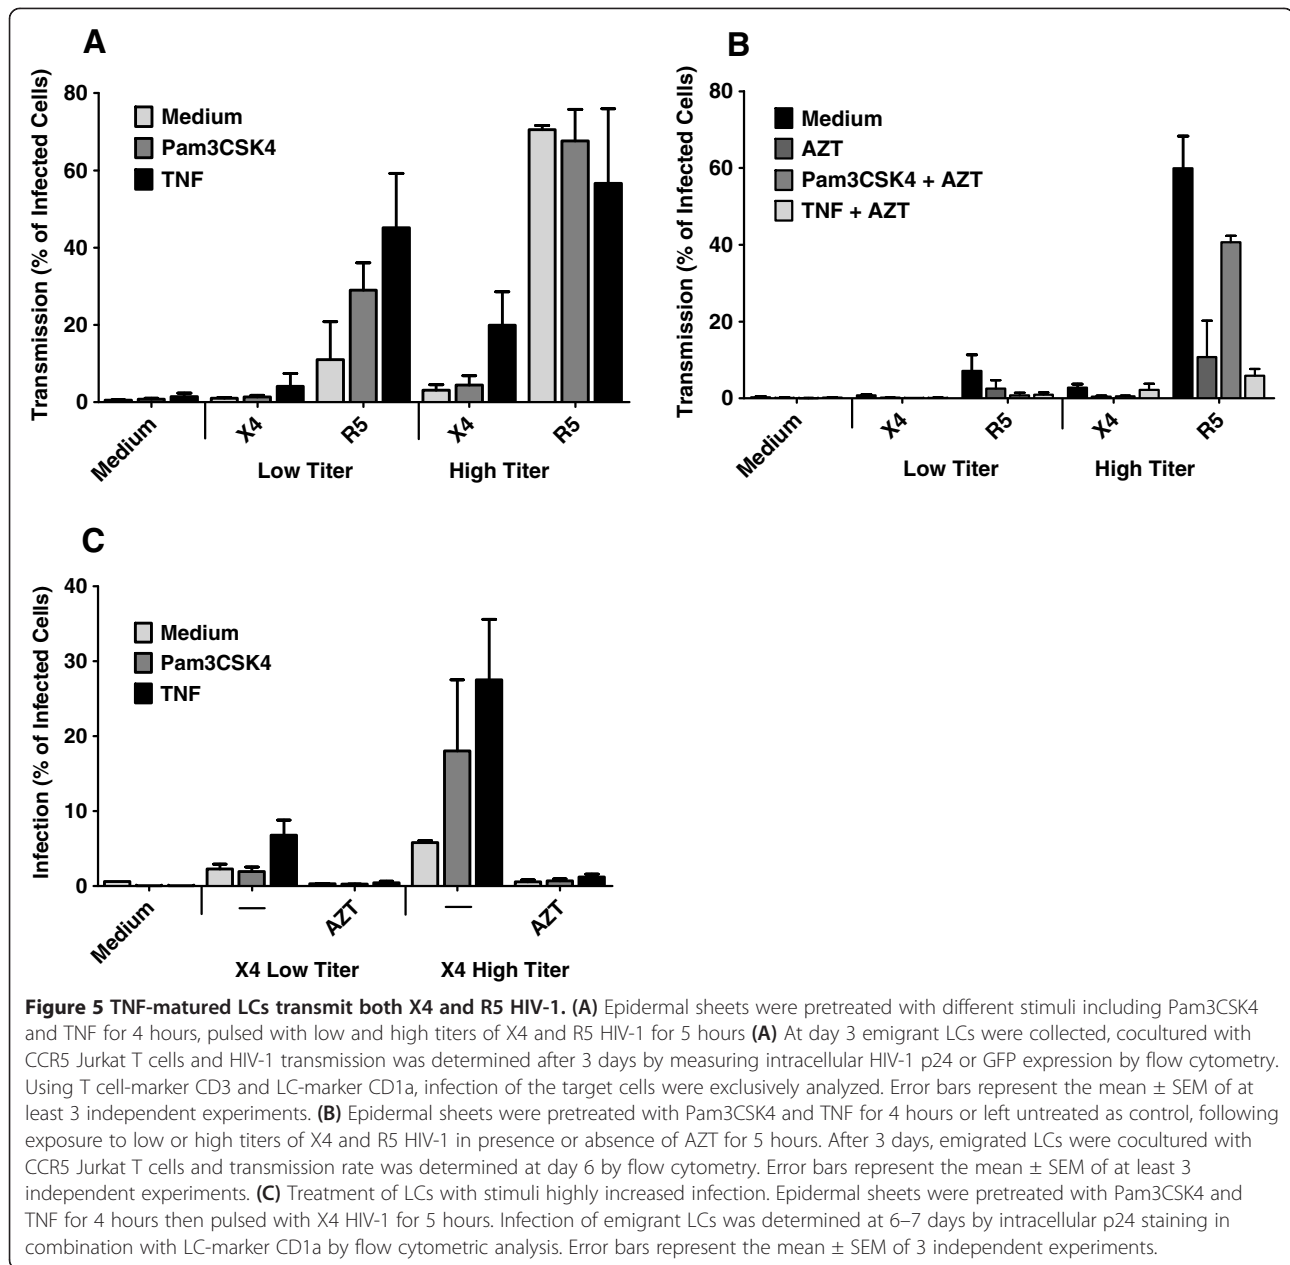 A
Transmission (% of Infected Cells)
80
60
40
20
0
Medium
Pam3CSK4
TNF
Medium
X4
R5
X4
R5
Low Titer
High Titer
B
Transmission (% of Infected Cells)
80
60
40
20
0
Medium
AZT
Pam3CSK4 + AZT
TNF + AZT
Medium
X4
R5
X4
R5
Low Titer
High Titer
C
Infection (% of Infected Cells)
40
30
20
10
0
Medium
Pam3CSK4
TNF
Medium
—
AZT
—
AZT
X4 Low Titer
X4 High Titer
Figure 5 TNF-matured LCs transmit both X4 and R5 HIV-1. (A) Epidermal sheets were pretreated with different stimuli including Pam3CSK4
and TNF for 4 hours, pulsed with low and high titers of X4 and R5 HIV-1 for 5 hours (A) At day 3 emigrant LCs were collected, cocultured with
CCR5 Jurkat T cells and HIV-1 transmission was determined after 3 days by measuring intracellular HIV-1 p24 or GFP expression by flow cytometry.
Using T cell-marker CD3 and LC-marker CD1a, infection of the target cells were exclusively analyzed. Error bars represent the mean ± SEM of at
least 3 independent experiments. (B) Epidermal sheets were pretreated with Pam3CSK4 and TNF for 4 hours or left untreated as control, following
exposure to low or high titers of X4 and R5 HIV-1 in presence or absence of AZT for 5 hours. After 3 days, emigrated LCs were cocultured with
CCR5 Jurkat T cells and transmission rate was determined at day 6 by flow cytometry. Error bars represent the mean ± SEM of at least 3
independent experiments. (C) Treatment of LCs with stimuli highly increased infection. Epidermal sheets were pretreated with Pam3CSK4 and
TNF for 4 hours then pulsed with X4 HIV-1 for 5 hours. Infection of emigrant LCs was determined at 6–7 days by intracellular p24 staining in
combination with LC-marker CD1a by flow cytometric analysis. Error bars represent the mean ± SEM of 3 independent experiments.